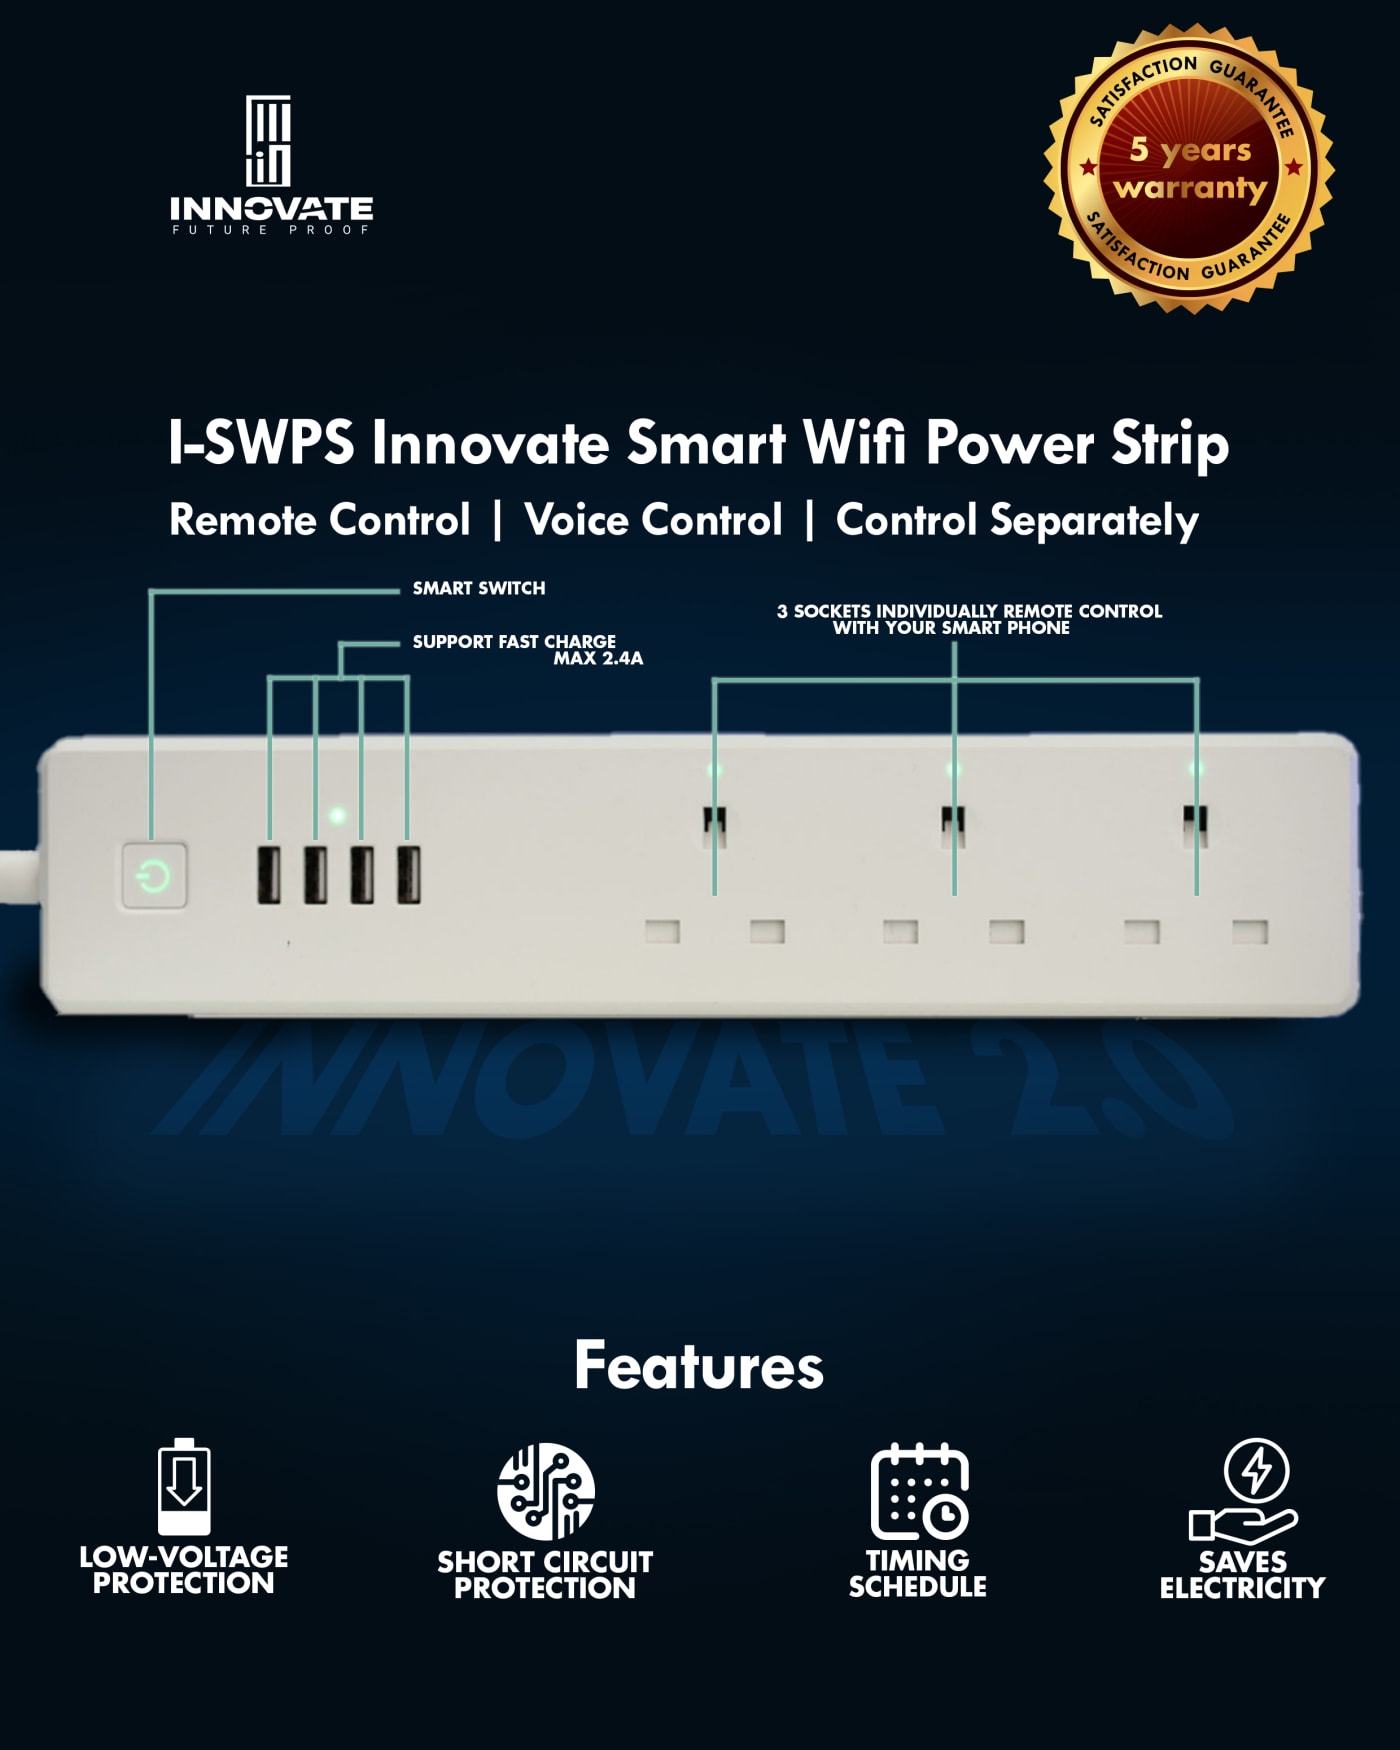 INNOVATE
FUTURE PROOF
SATISFACTION GUARANTEE
5 years
warranty
SATISFACTION GUARANTEE
I-SWPS Innovate Smart Wifi Power Strip
Remote Control | Voice Control | Control Separately
SMART SWITCH
SUPPORT FAST CHARGE
MAX 2.4A
3 SOCKETS INDIVIDUALLY REMOTE CONTROL
WITH YOUR SMART PHONE
INNOVATE 2.0
Features
LOW-VOLTAGE
PROTECTION
SHORT CIRCUIT
PROTECTION
TIMING
SCHEDULE
SAVES
ELECTRICITY